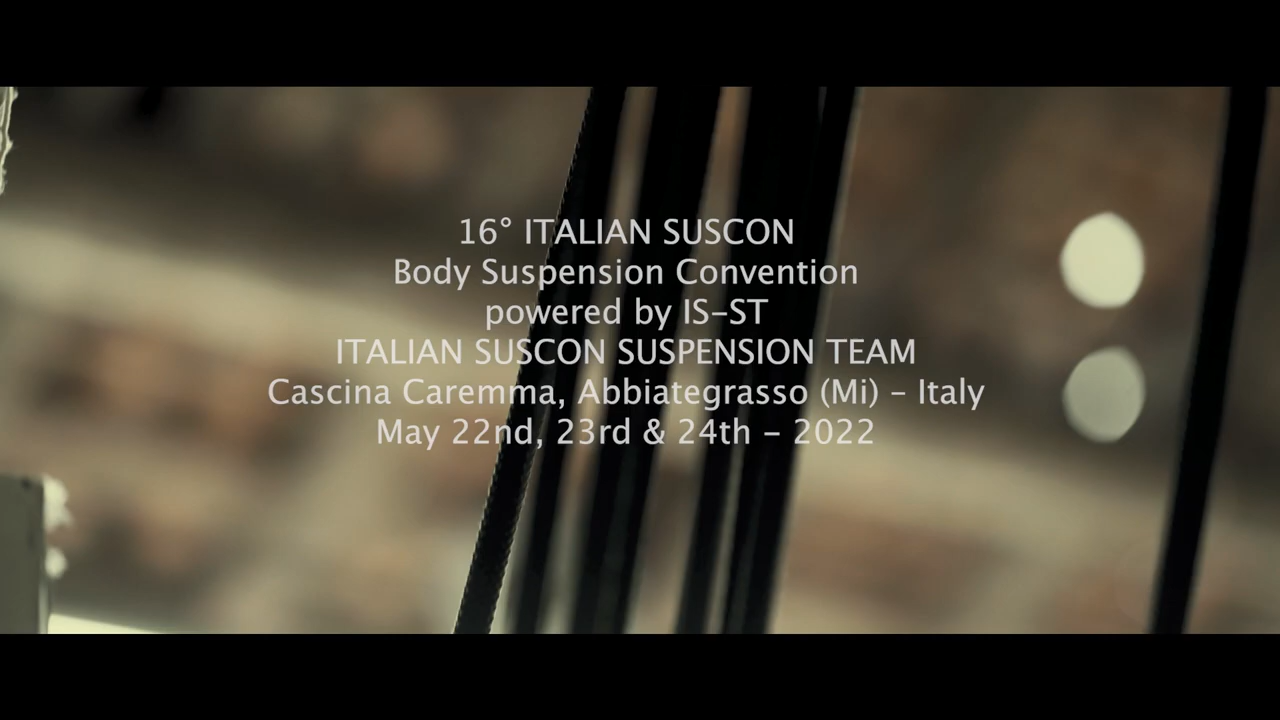 16° ITALIAN SUSCON
Body Suspension Convention
powered by IS-ST
ITALIAN SUSCON SUSPENSION TEAM
Cascina Caremma, Abbiategrasso (Mi) – Italy
May 22nd, 23rd & 24th – 2022